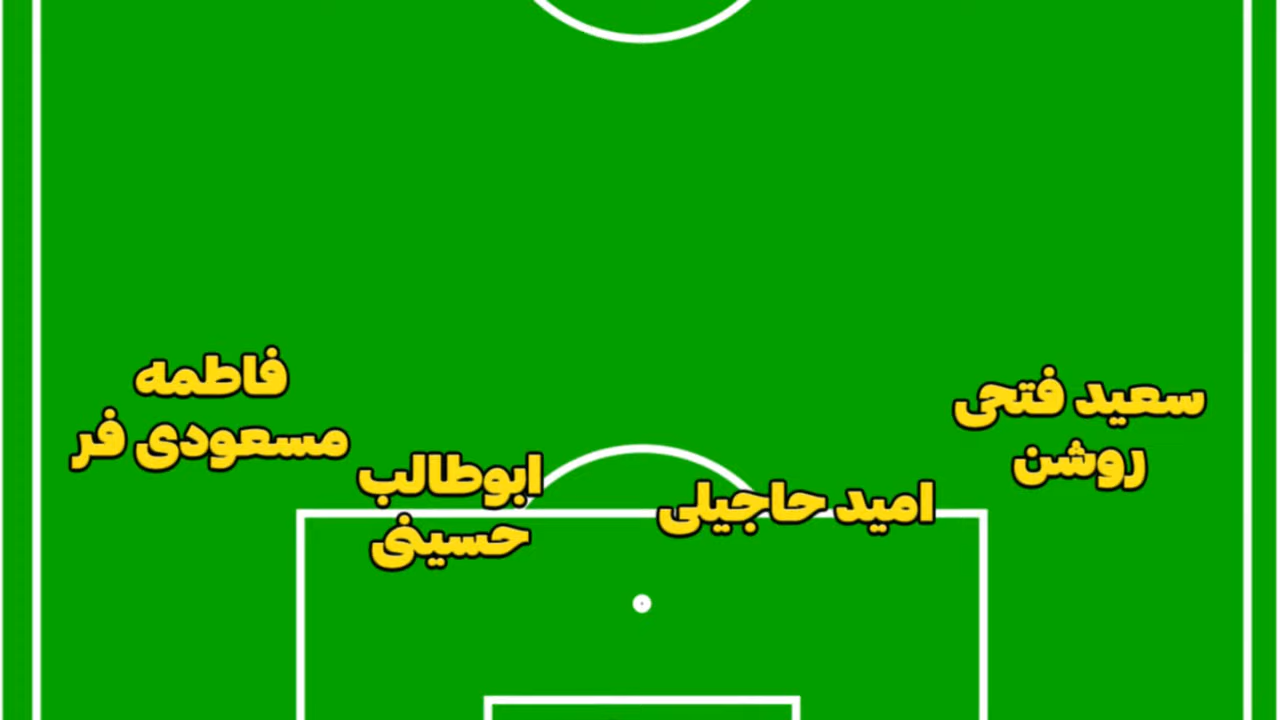 فاطمه
مسعودی فر
ابوطالب
حسینی
امید حاجیلی
سعید فتحی
روشن